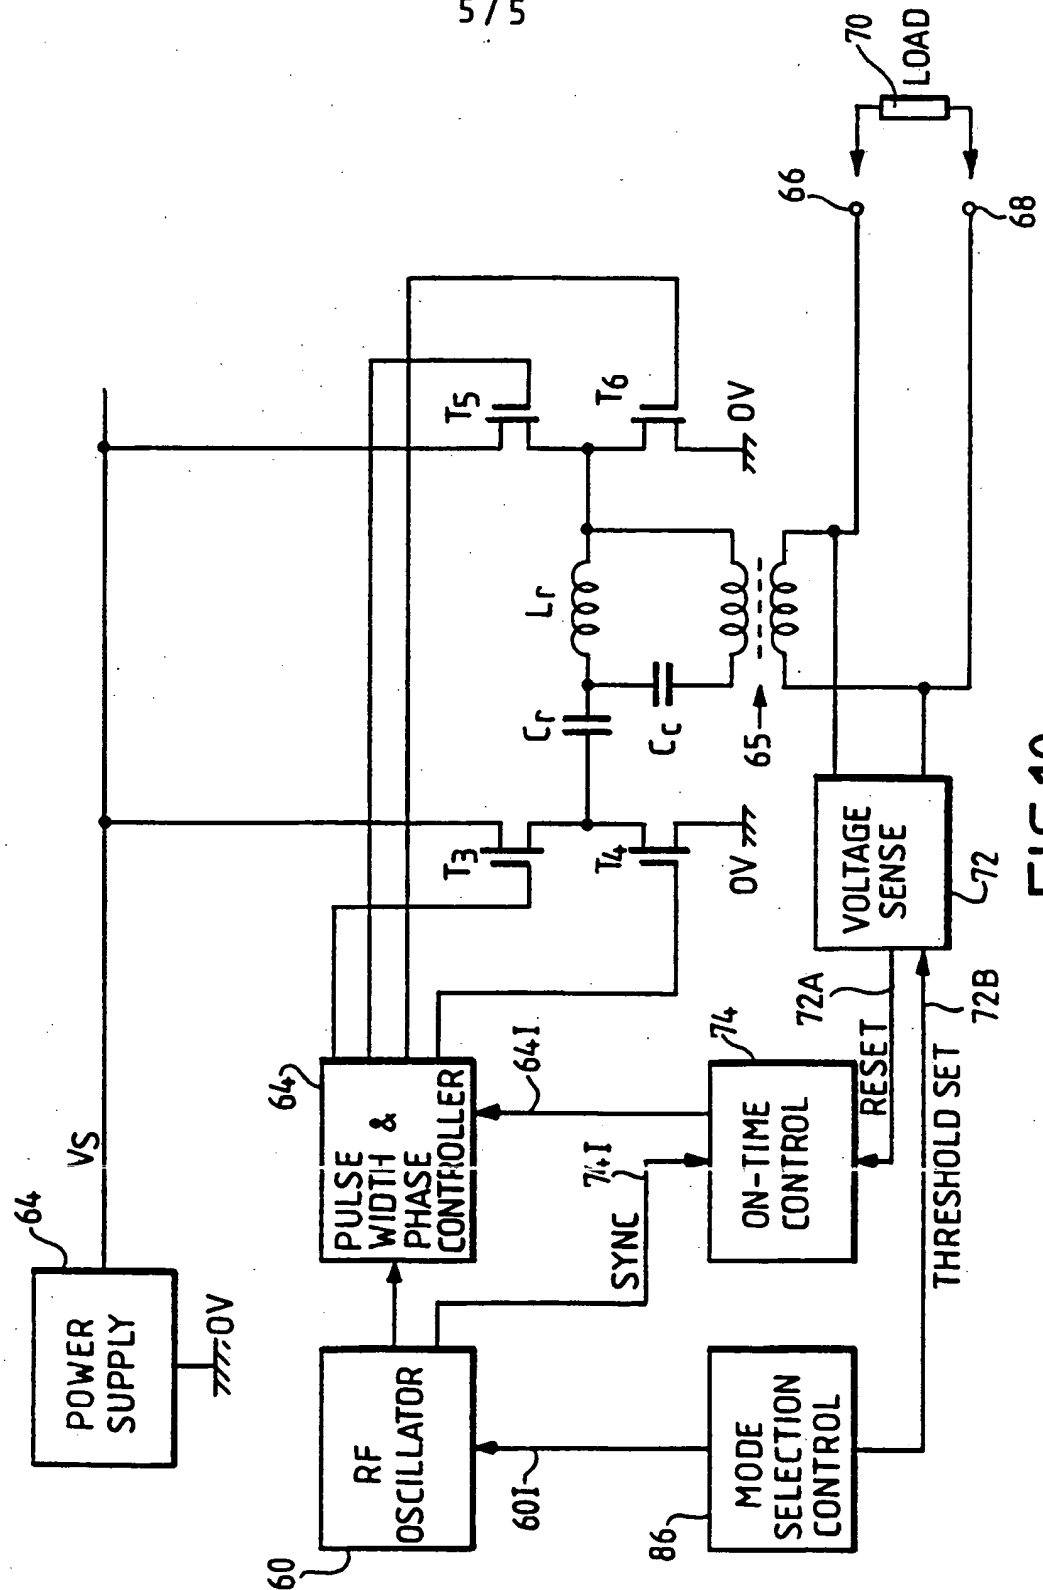 5/5
64
POWER
SUPPLY
VS
0V
60
RF
OSCILLATOR
64
PULSE
WIDTH &
PHASE
CONTROLLER
T3
T5
Cr
Lr
T4
T6
0V
0V
Cc
60I
SYNC
74I
64I
65
86
MODE
SELECTION
CONTROL
74
ON-TIME
CONTROL
RESET
72A
THRESHOLD SET
72B
VOLTAGE
SENSE
72
66
68
70
LOAD